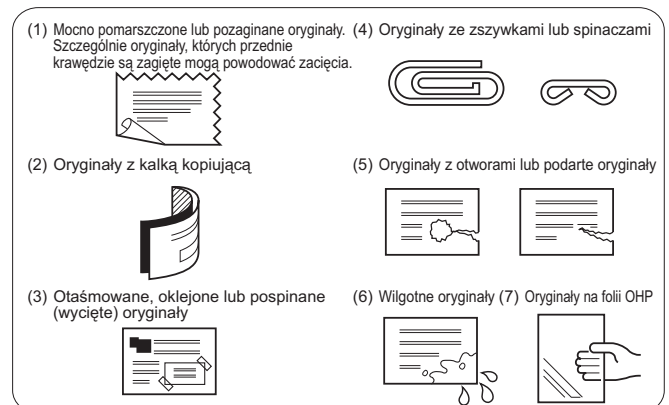 (1) Mocno pomarszczone lub pozaginane oryginały.
Szczególnie oryginały, których przednie
krawędzie są zagięte mogą powodować zacięcia.
(2) Oryginały z kalką kopiującą
(3) Otaśmowane, oklejone lub pospinane
(wycięte) oryginały
(4) Oryginały ze zszywkami lub spinaczami
(5) Oryginały z otworami lub podarte oryginały
(6) Wilgotne oryginały (7) Oryginały na folii OHP